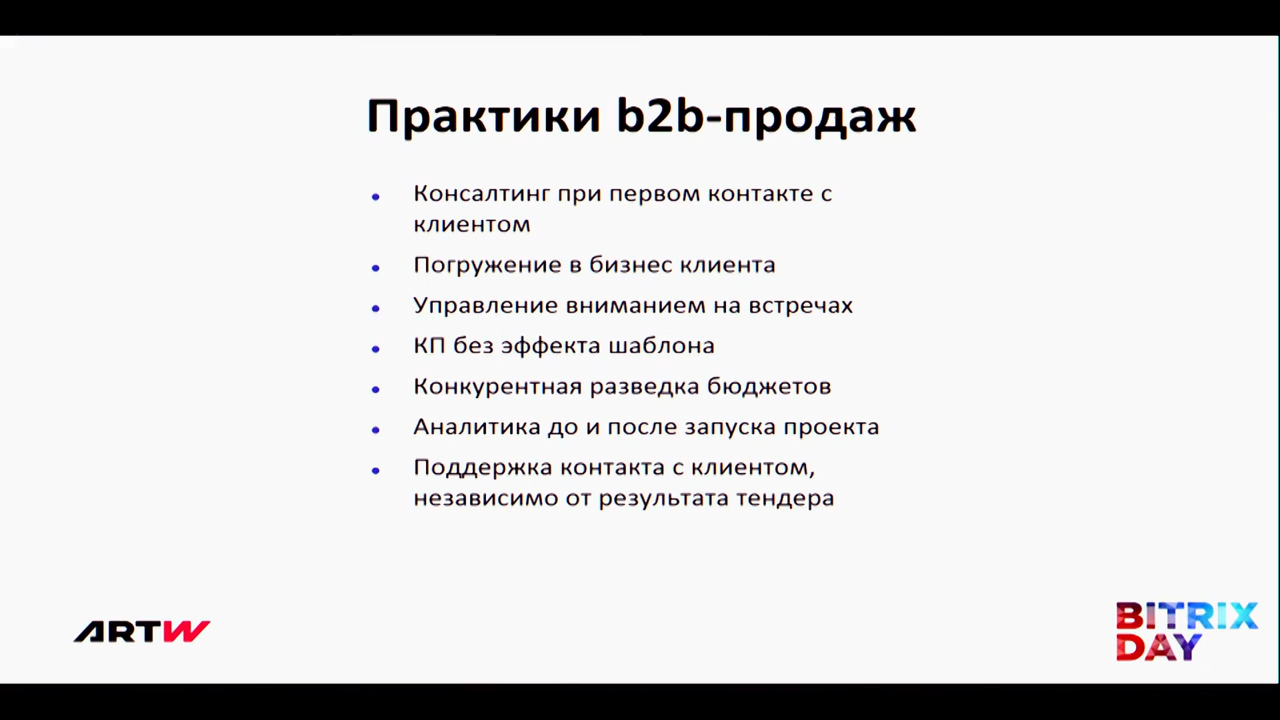 Практики b2b-продаж
Консалтинг при первом контакте с
клиентом
Погружение в бизнес клиента
Управление вниманием на встречах
КП без эффекта шаблона
Конкурентная разведка бюджетов
Аналитика до и после запуска проекта
Поддержка контакта с клиентом,
независимо от результата тендера
ARTW
BITRIX
DAY